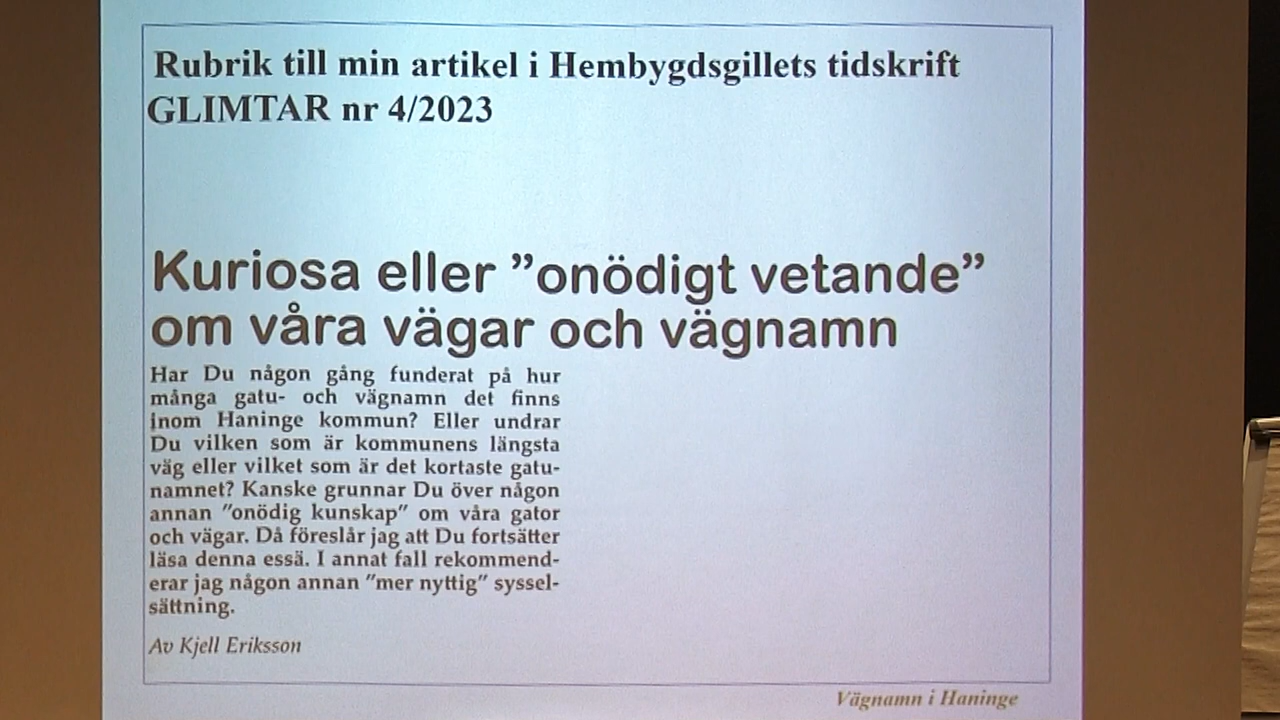 Rubrik till min artikel i Hembygdsgillets tidskrift
GLIMTAR nr 4/2023
Kuriosa eller ”onödigt vetande”
om våra vägar och vägnamn
Har Du någon gång funderat på hur
många gatu- och vägnamn det finns
inom Haninge kommun? Eller undrar
Du vilken som är kommunens längsta
väg eller vilket som är det kortaste gatu-
namnet? Kanske grunnar Du över någon
annan ”onödig kunskap” om våra gator
och vägar. Då föreslår jag att Du fortsätter
läsa denna essä. I annat fall rekommend-
erar jag någon annan ”mer nyttig” syssel-
sättning.
Av Kjell Eriksson
Vägnamn i Haninge